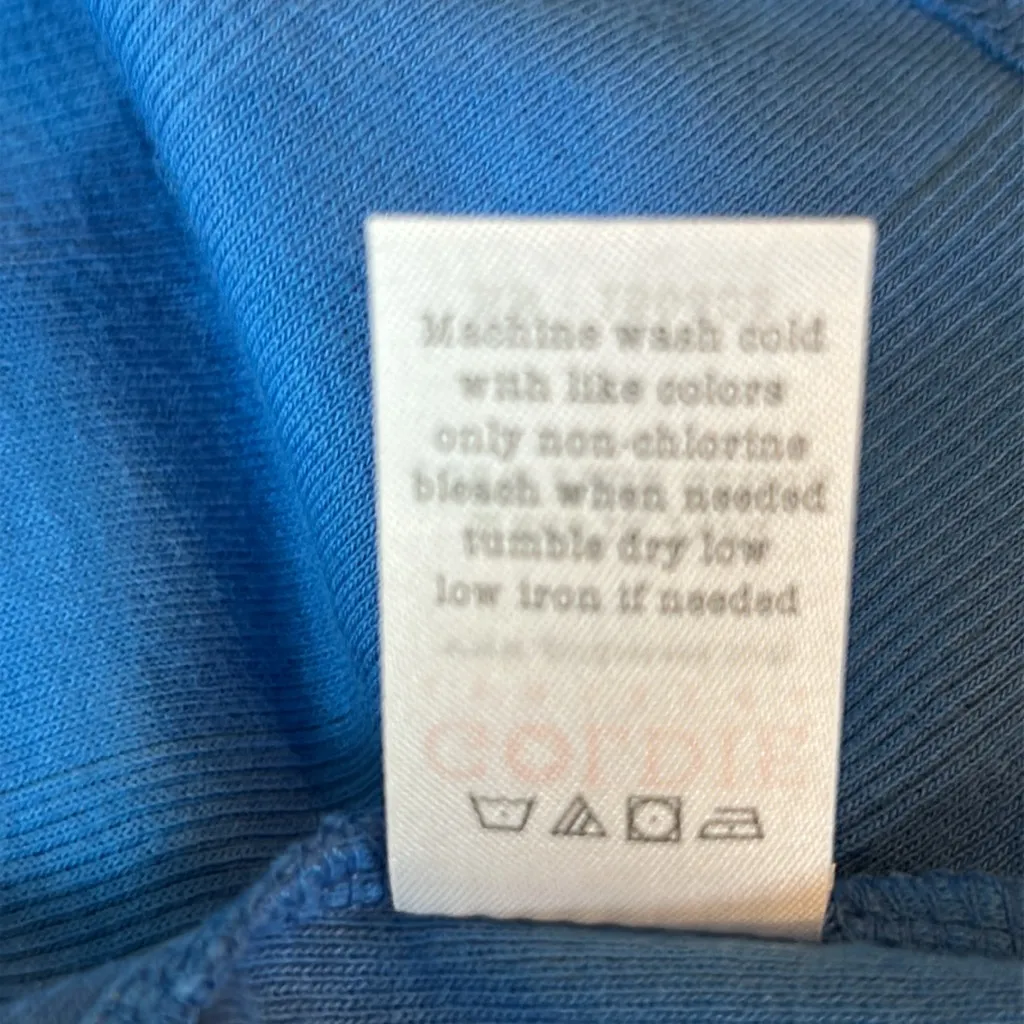 Machine wash cold
with like colors
only non-chlorine
bleach when needed
tumble dry low
low iron if needed